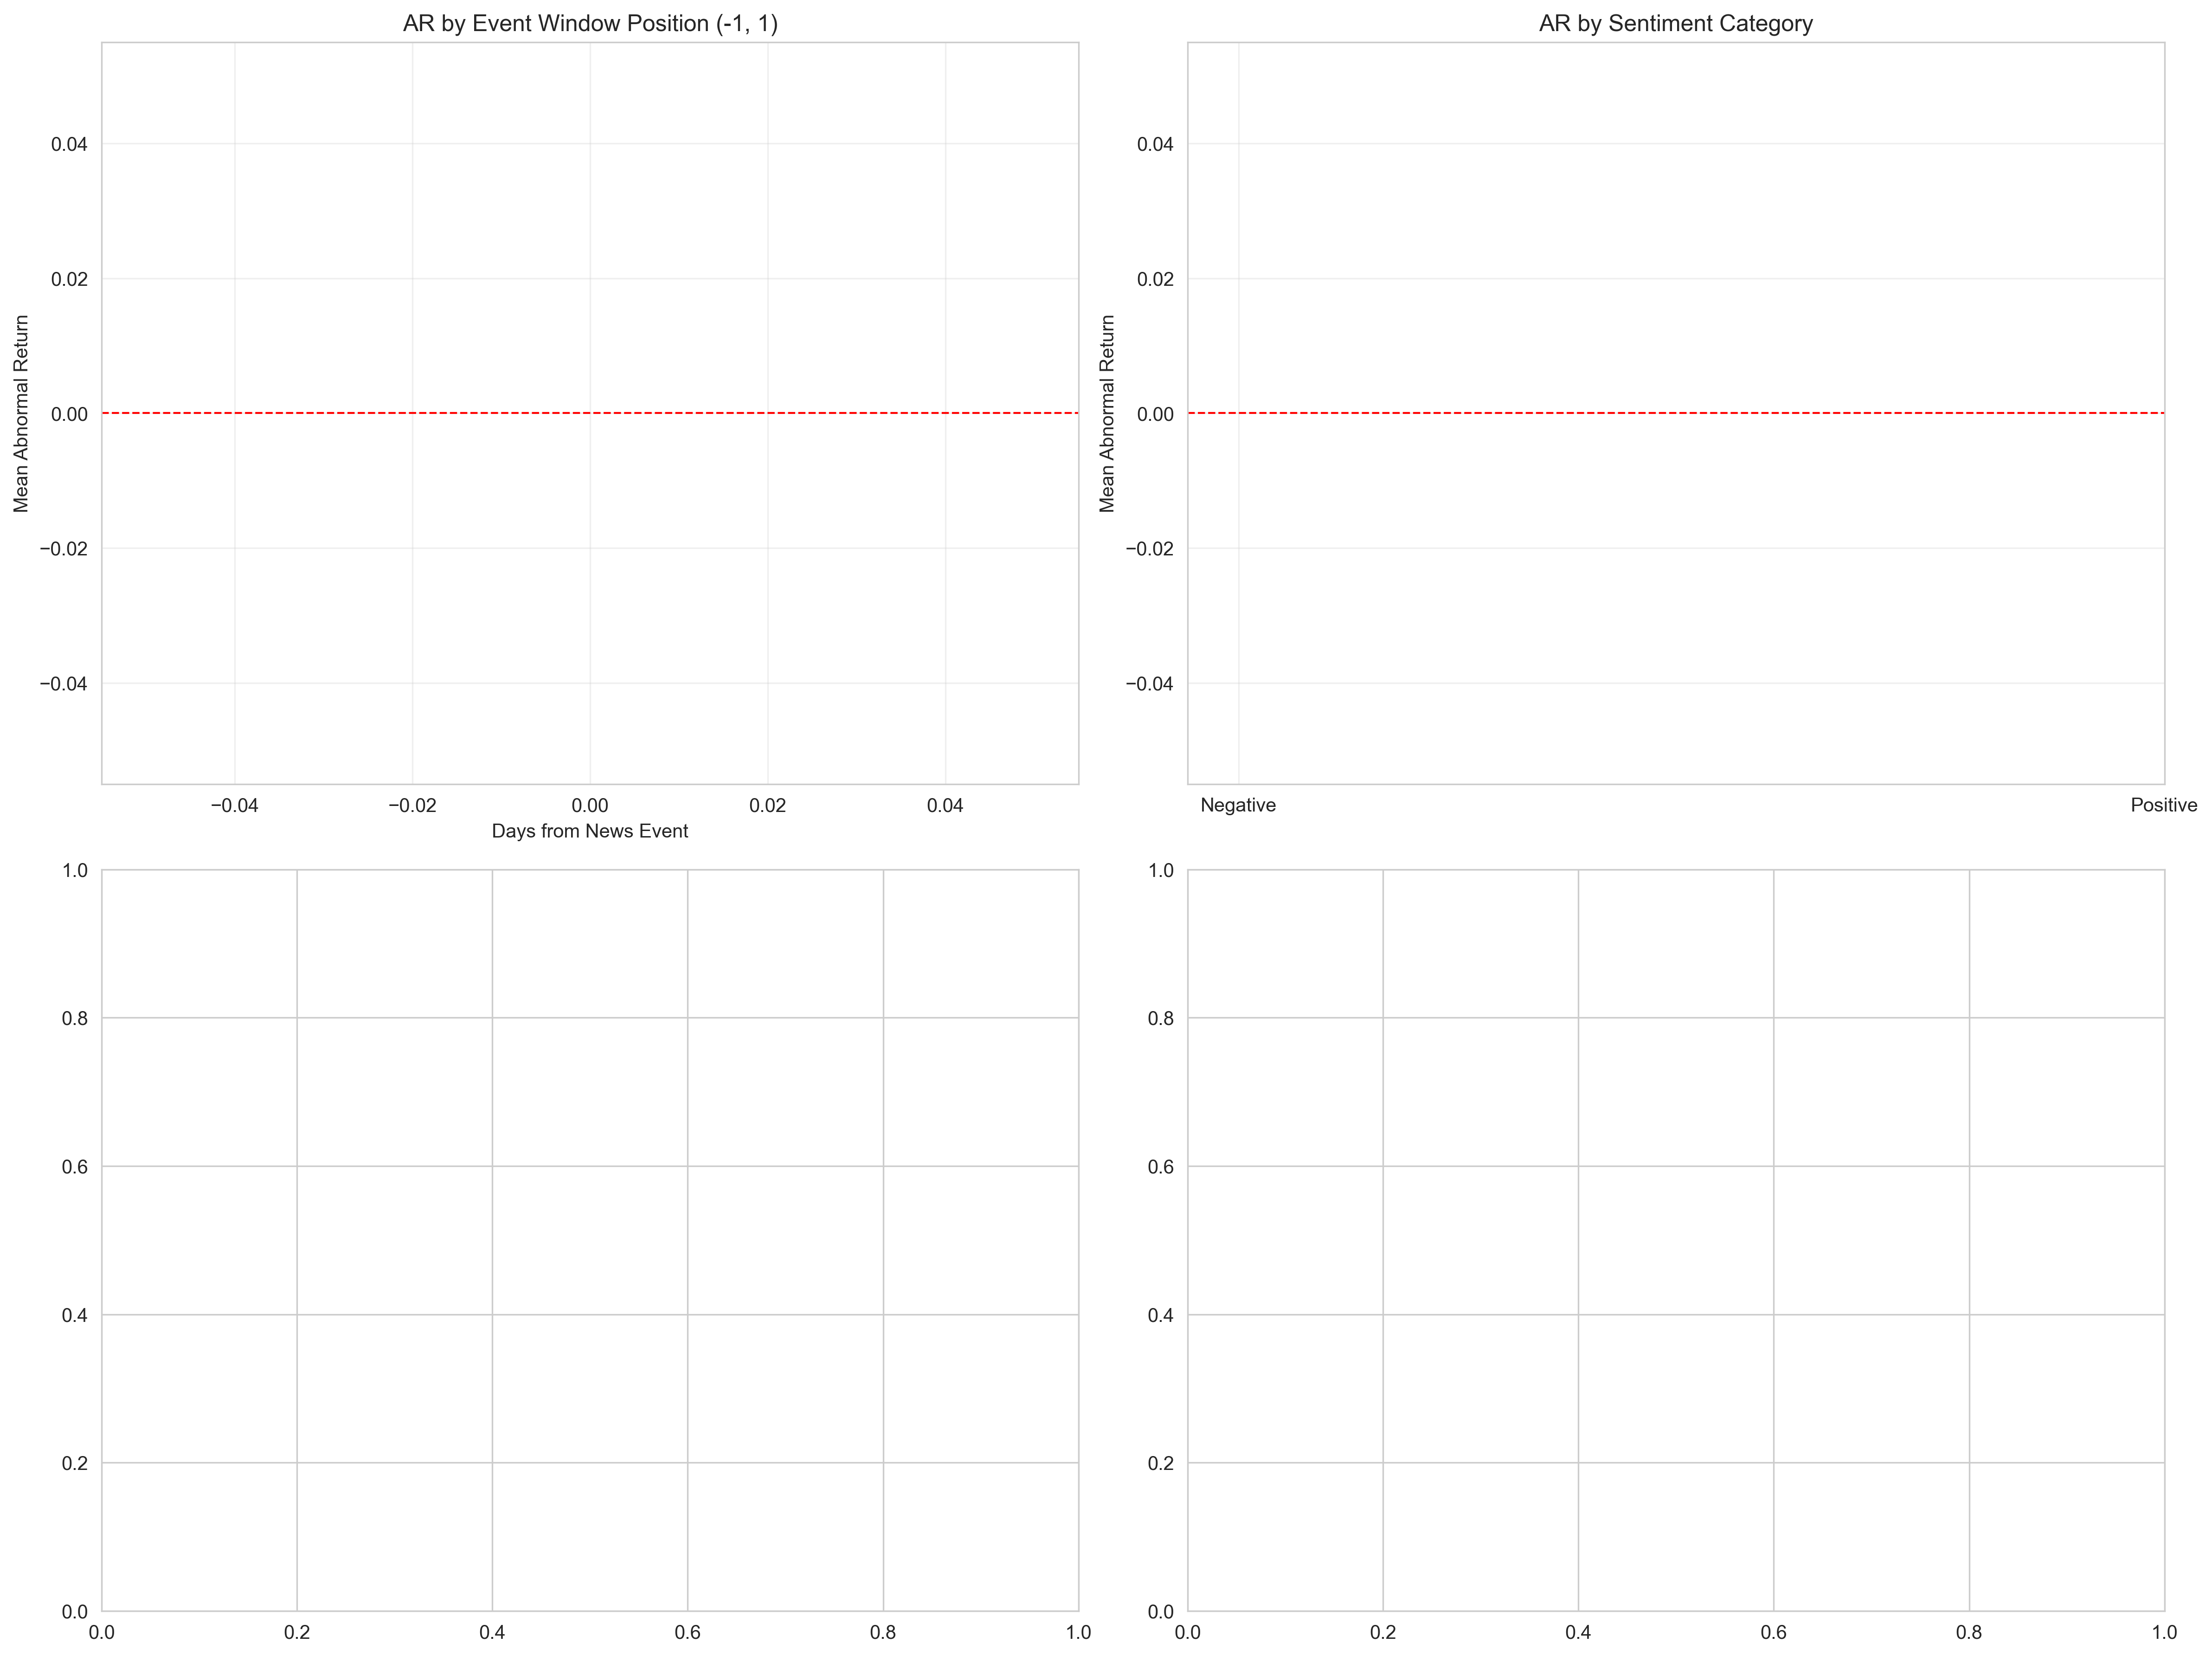 AR by Event Window Position (-1, 1)
Mean Abnormal Return
0.04
0.02
0.00
−0.02
−0.04
−0.04 −0.02 0.00 0.02 0.04
Days from News Event
AR by Sentiment Category
Mean Abnormal Return
0.04
0.02
0.00
−0.02
−0.04
Negative Positive
1.0
0.8
0.6
0.4
0.2
0.0
0.0 0.2 0.4 0.6 0.8 1.0
1.0
0.8
0.6
0.4
0.2
0.0
0.0 0.2 0.4 0.6 0.8 1.0